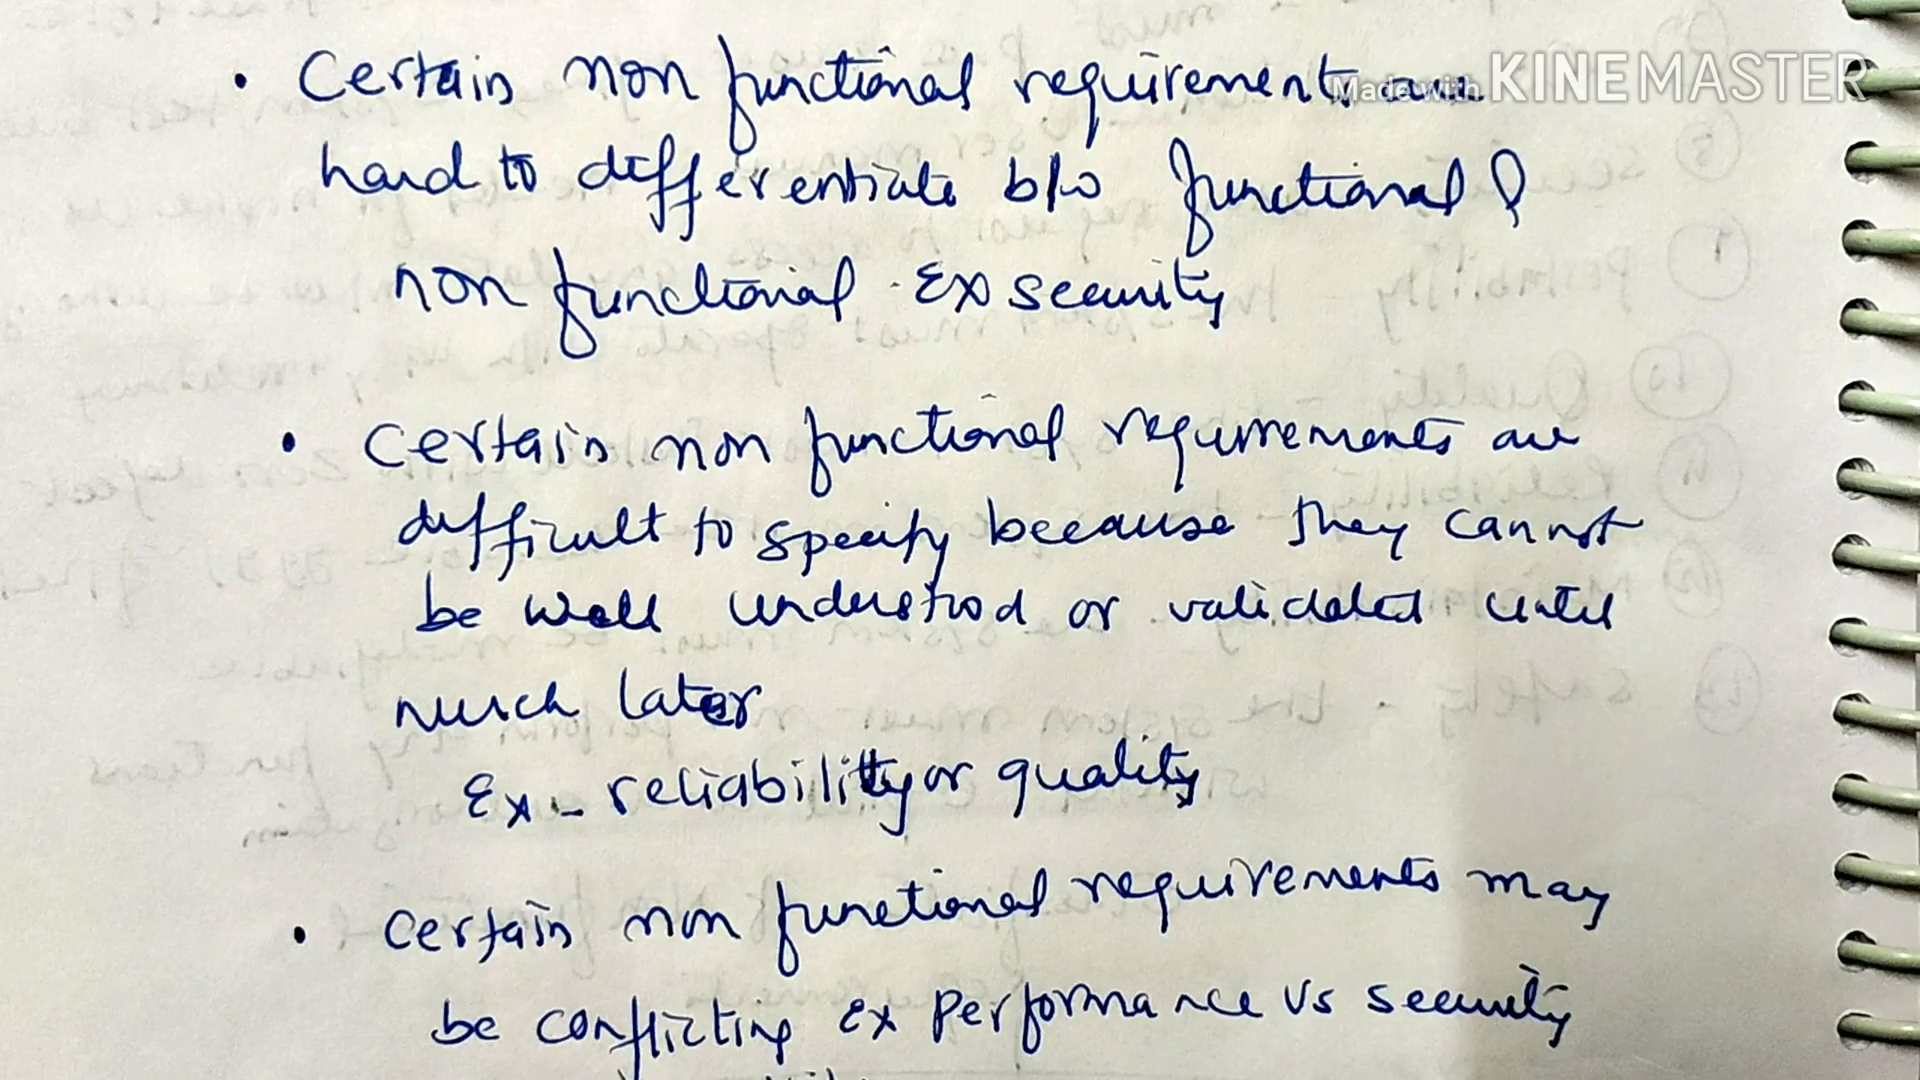 • Certain non functional requirement are
hard to differentiate b/w functional &
non functional. Ex security
• Certain non functional requirements are
difficult to specify because they cannot
be well understood or validated until
much later
Ex - reliability or quality
• Certain non functional requirements may
be conflicting Ex Performance vs security
Made with KINEMASTER